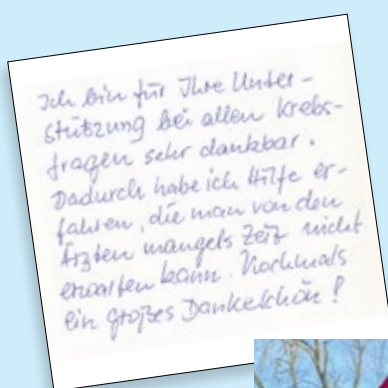 Ich bin für Ihre Unter-
stützung bei allen Krebs-
fragen sehr dankbar.
Dadurch habe ich Hilfe er-
fahren, die man von den
Ärzten mangels Zeit nicht
erwarten kann. Nochmals
ein großes Dankeschön!